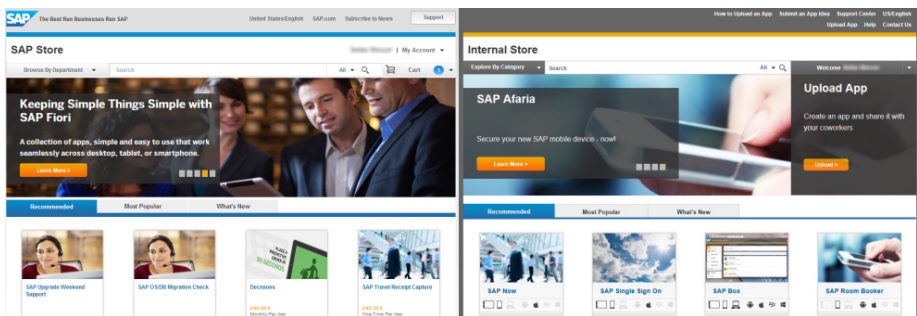 SAP The Best Run Businesses Run SAP
United States/English SAP.com Subscribe to News Support
SAP Store
| My Account
Browse By Department Search All Cart
Keeping Simple Things Simple with
SAP Fiori
A collection of apps, simple and easy to use that work
seamlessly across desktop, tablet, or smartphone.
Learn More >
Recommended Most Popular What's New
SAP Upgrade Weekend
Support
SAP OS/DB Migration Check
Decisions
Monthly Per User
SAP Travel Receipt Capture
One Time Per User
How to Upload an App Submit an App Idea Support Center US/English
Upload App Help Contact Us
Internal Store
Explore By Category Search All Welcome
SAP Afaria
Secure your new SAP mobile device - now!
Learn More >
Upload App
Create an app and share it with
your coworkers
Upload >
Recommended Most Popular What's New
SAP Now
SAP Single Sign On
SAP Box
SAP Room Booker